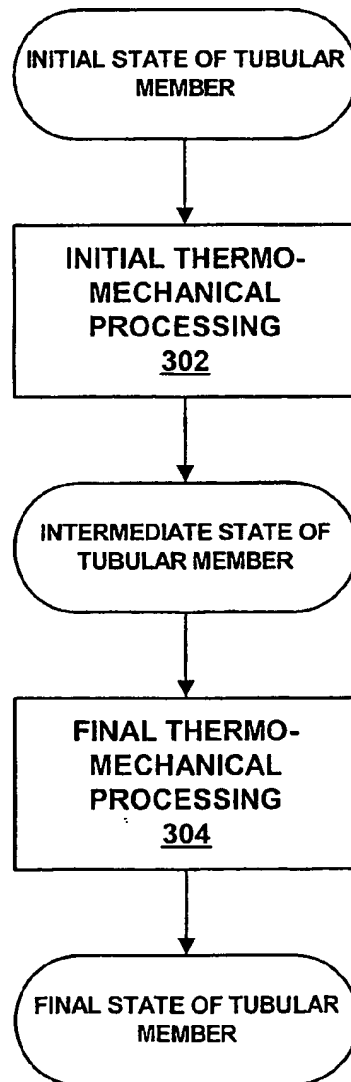 INITIAL STATE OF TUBULAR
MEMBER
INITIAL THERMO-
MECHANICAL
PROCESSING
302
INTERMEDIATE STATE OF
TUBULAR MEMBER
FINAL THERMO-
MECHANICAL
PROCESSING
304
FINAL STATE OF TUBULAR
MEMBER